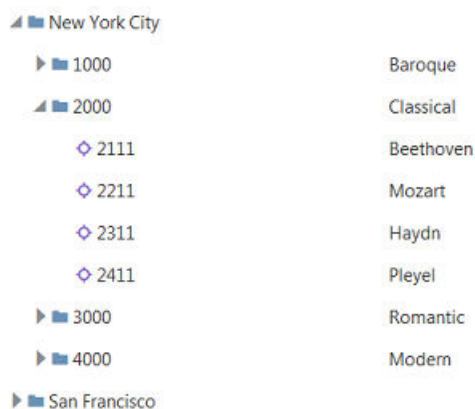 New York City
1000 Baroque
2000 Classical
2111 Beethoven
2211 Mozart
2311 Haydn
2411 Pleyel
3000 Romantic
4000 Modern
San Francisco